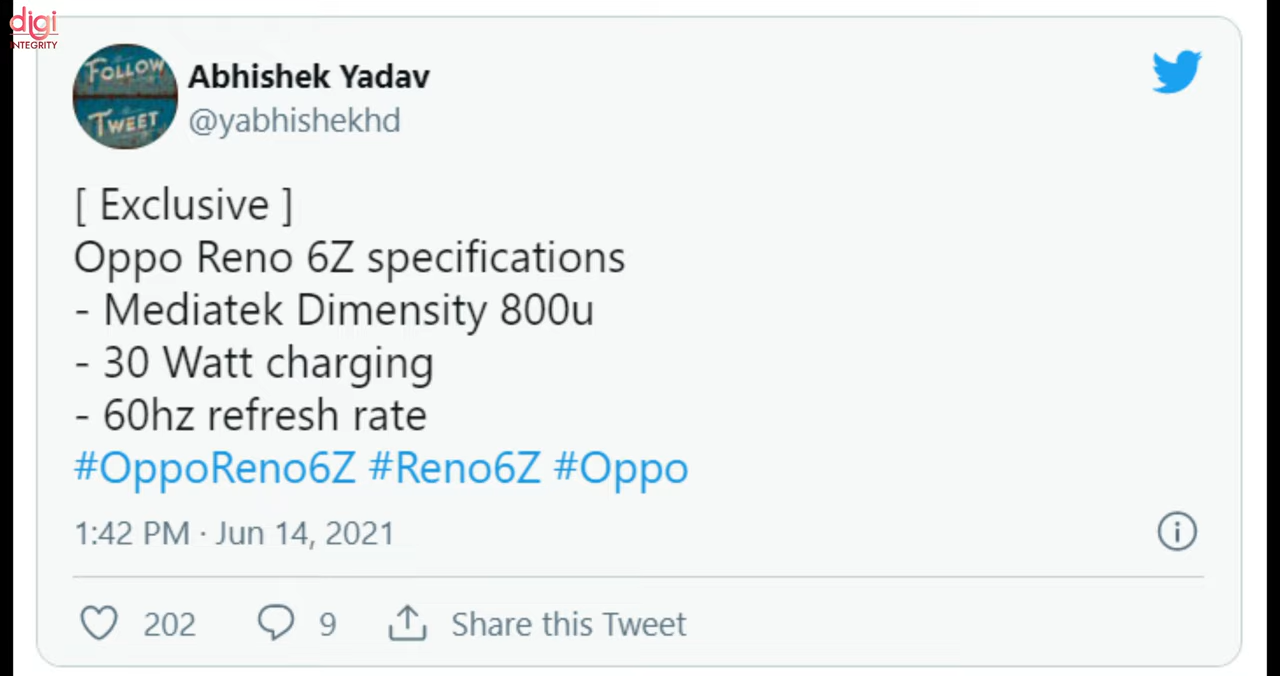 digi
INTEGRITY
FOLLOW
TWEET
Abhishek Yadav
@yabhishekhd
[ Exclusive ]
Oppo Reno 6Z specifications
- Mediatek Dimensity 800u
- 30 Watt charging
- 60hz refresh rate
#OppoReno6Z #Reno6Z #Oppo
1:42 PM · Jun 14, 2021
202 9 Share this Tweet